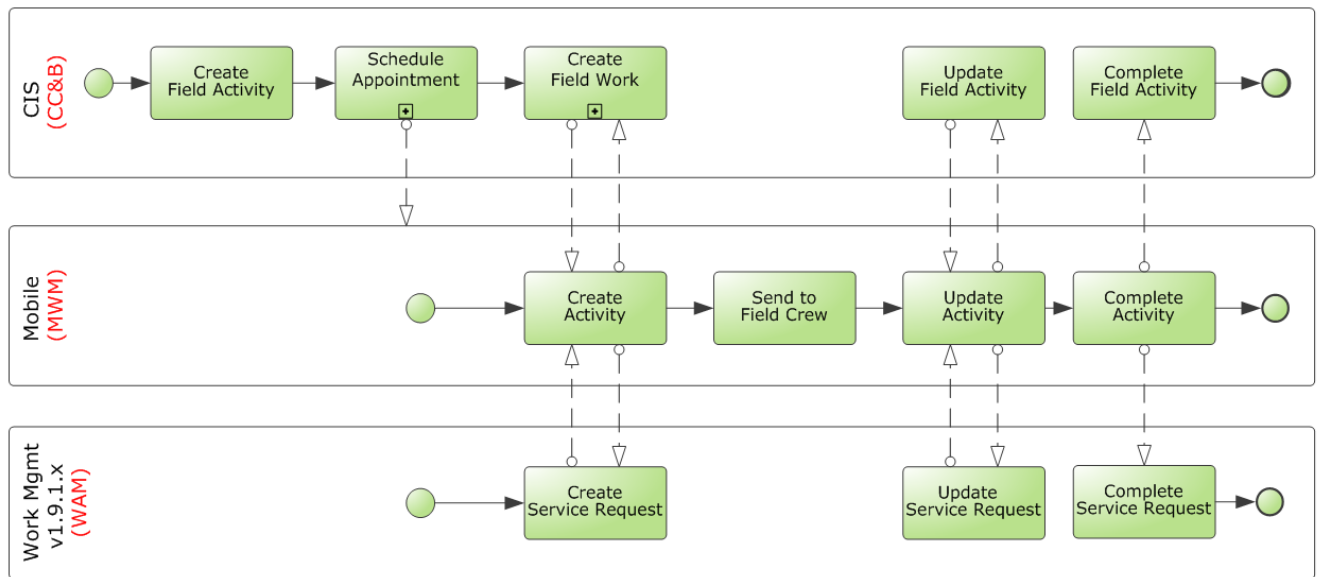 CIS
(CC&B)
Create
Field Activity
Schedule
Appointment
Create
Field Work
Update
Field Activity
Complete
Field Activity
Mobile
(MWM)
Create
Activity
Send to
Field Crew
Update
Activity
Complete
Activity
Work Mgmt
v1.9.1.x
(WAM)
Create
Service Request
Update
Service Request
Complete
Service Request